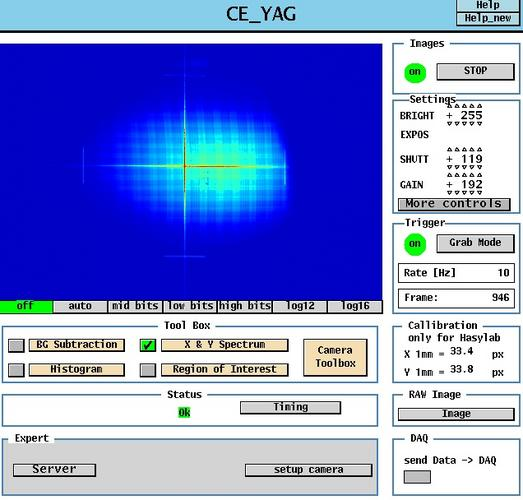 CE_YAG
Help
Help_new
Images
on
STOP
Settings
BRIGHT + 255
EXPOS
SHUTT + 119
GAIN + 192
More controls
Trigger
on
Grab Mode
Rate [Hz] 10
Frame: 946
off auto mid bits low bits high bits log12 log16
Tool Box
BG Subtraction
X & Y Spectrum
Histogram
Region of Interest
Camera
Toolbox
Callibration
only for Hasylab
X 1mm = 33.4 px
Y 1mm = 33.8 px
Status
Ok
Timing
RAW Image
Image
Expert
Server
setup camera
DAQ
send Data -> DAQ